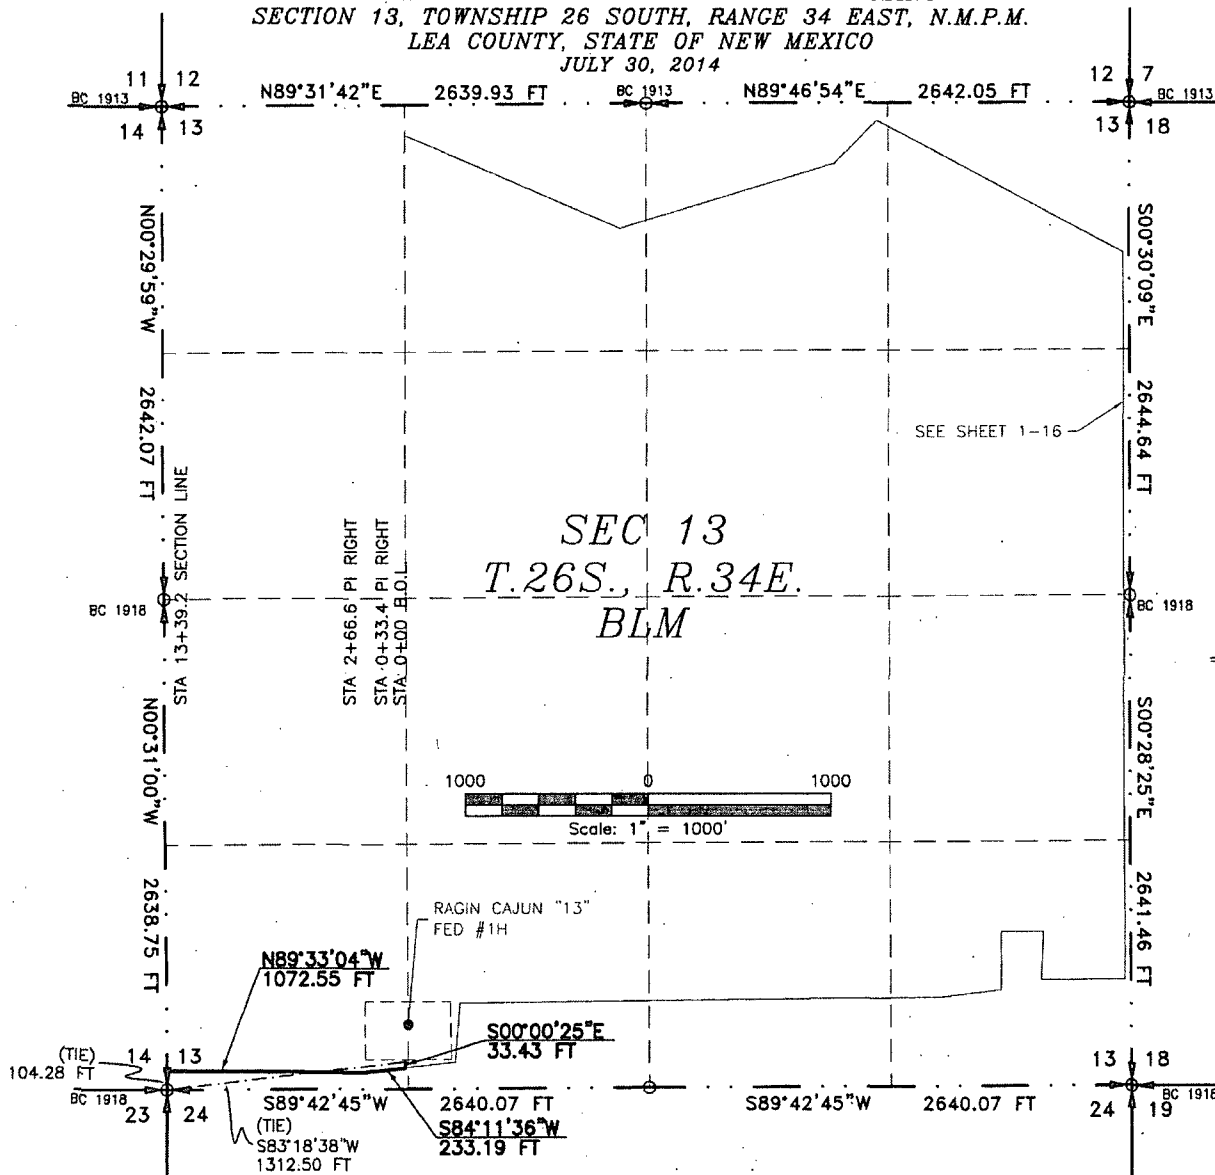 SECTION 13, TOWNSHIP 26 SOUTH, RANGE 34 EAST, N.M.P.M.
LEA COUNTY, STATE OF NEW MEXICO
JULY 30, 2014
11 12
BC 1913
14 13
N89°31'42"E 2639.93 FT
BC 1913
N89°46'54"E 2642.05 FT
12 7
BC 1913
13 18
N00°29'59"W 2642.07 FT
S00°30'09"E 2644.64 FT
SEE SHEET 1-16
STA 13+39.2 SECTION LINE
STA 2+66.6 PI RIGHT
STA 0+33.4 PI RIGHT
STA 0+00 B.O.L.
SEC 13
T.26S., R.34E.
BLM
BC 1918
BC 1918
N00°31'00"W 2638.75 FT
S00°28'25"E 2641.46 FT
1000 0 1000
Scale: 1" = 1000'
RAGIN CAJUN "13"
FED #1H
N89°33'04"W
1072.55 FT
S00°00'25"E
33.43 FT
(TIE)
104.28 FT
14 13
BC 1918
23 24
S89°42'45"W 2640.07 FT
S89°42'45"W 2640.07 FT
13 18
BC 1918
24 19
(TIE)
S83°18'38"W
1312.50 FT
S84°11'36"W
233.19 FT